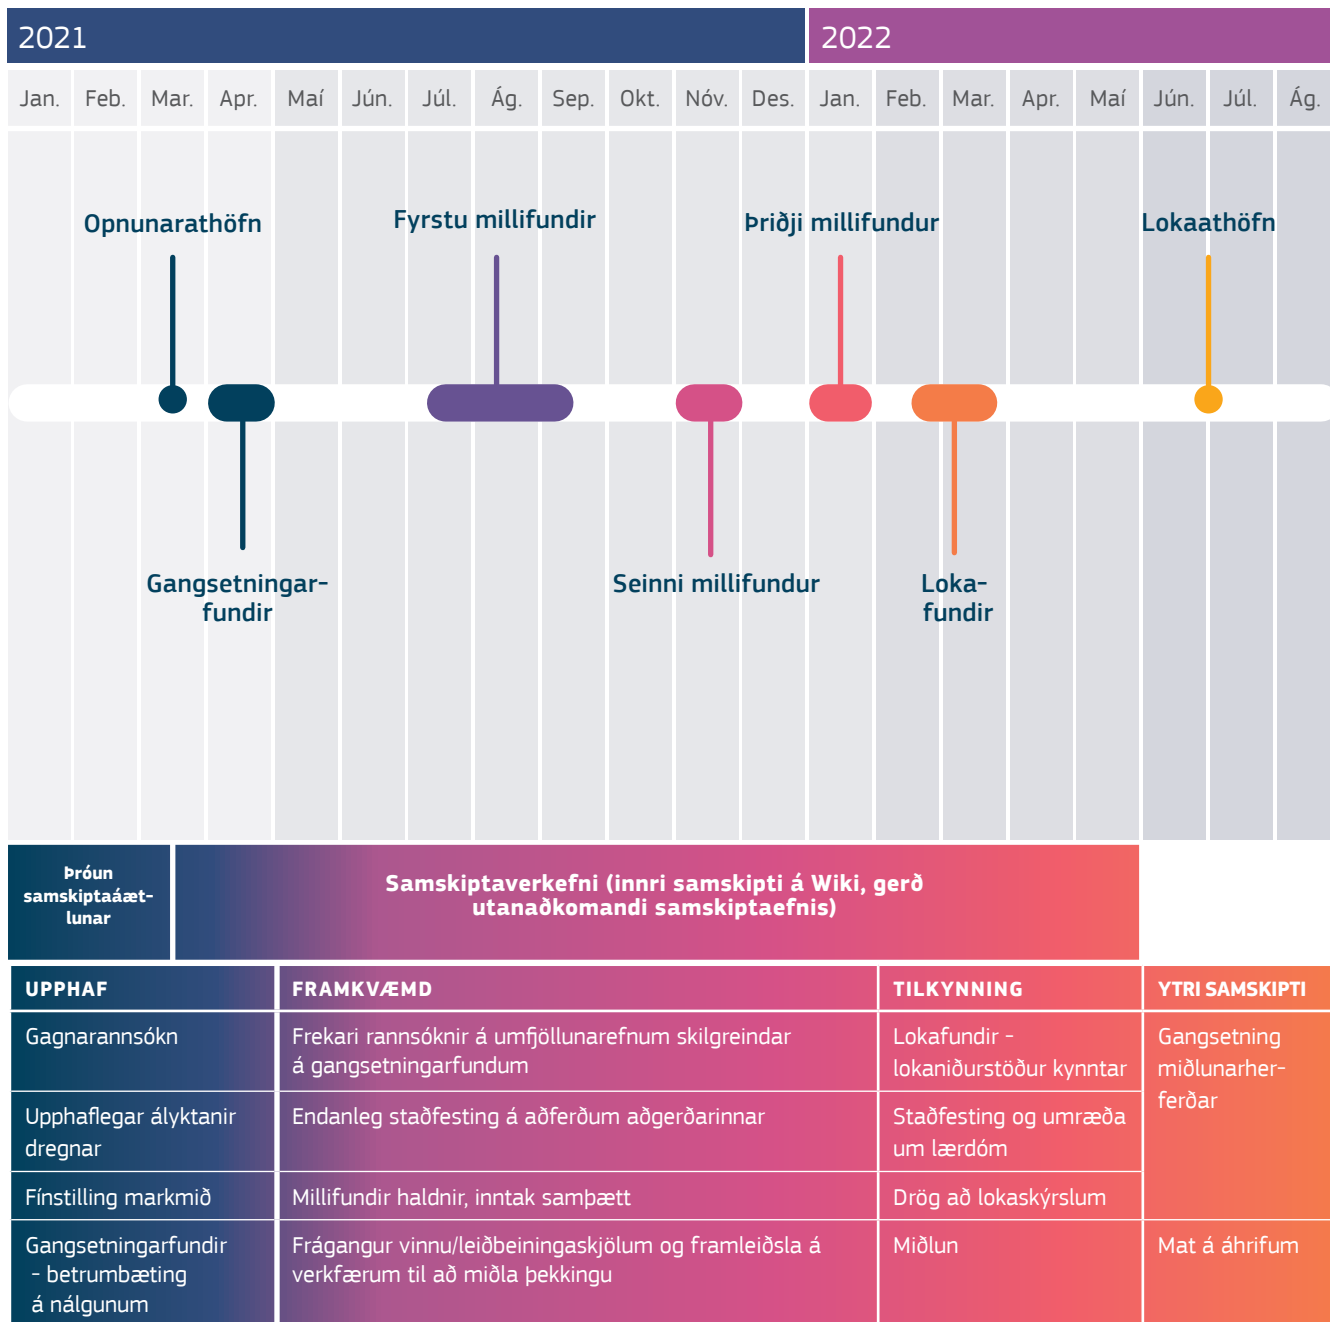 2021
2022
Jan. Feb. Mar. Apr. Maí Jún. Júl. Ág. Sep. Okt. Nóv. Des. Jan. Feb. Mar. Apr. Maí Jún. Júl. Ág.
Opnunarathöfn
Fyrstu millifundir
Þriðji millifundur
Lokaathöfn
Gangsetningar-
fundir
Seinni millifundur
Loka-
fundir
Þróun
samskiptaáæt-
lunar
Samskiptaverkefni (innri samskipti á Wiki, gerð
utanaðkomandi samskiptaefnis)
UPPHAF
FRAMKVÆMD
TILKYNNING
YTRI SAMSKIPTI
Gagnarannsókn
Frekari rannsóknir á umfjöllunarefnum skilgreindar
á gangsetningarfundum
Lokafundir -
lokaniðurstöður kynntar
Gangsetning
miðlunarher-
ferðar
Upphaflegar ályktanir
dregnar
Endanleg staðfesting á aðferðum aðgerðarinnar
Staðfesting og umræða
um lærdóm
Fínstilling markmið
Millifundir haldnir, inntak samþætt
Drög að lokaskýrslum
Gangsetningarfundir
- betrumbæting
á nálgunum
Frágangur vinnu/leiðbeiningaskjölum og framleiðsla á
verkfærum til að miðla þekkingu
Miðlun
Mat á áhrifum